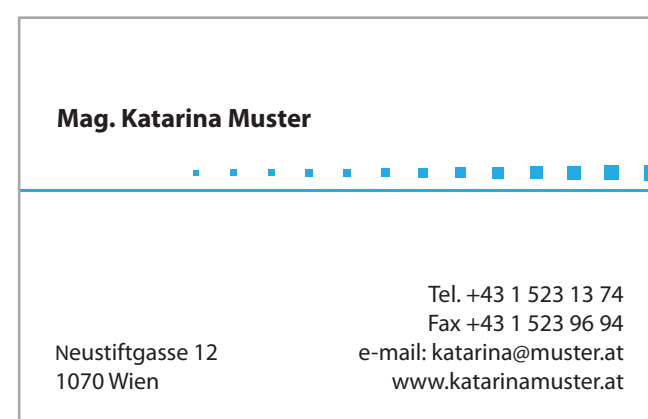 Mag. Katarina Muster
Tel. +43 1 523 13 74
Fax +43 1 523 96 94
Neustiftgasse 12
e-mail: katarina@muster.at
1070 Wien
www.katarinamuster.at